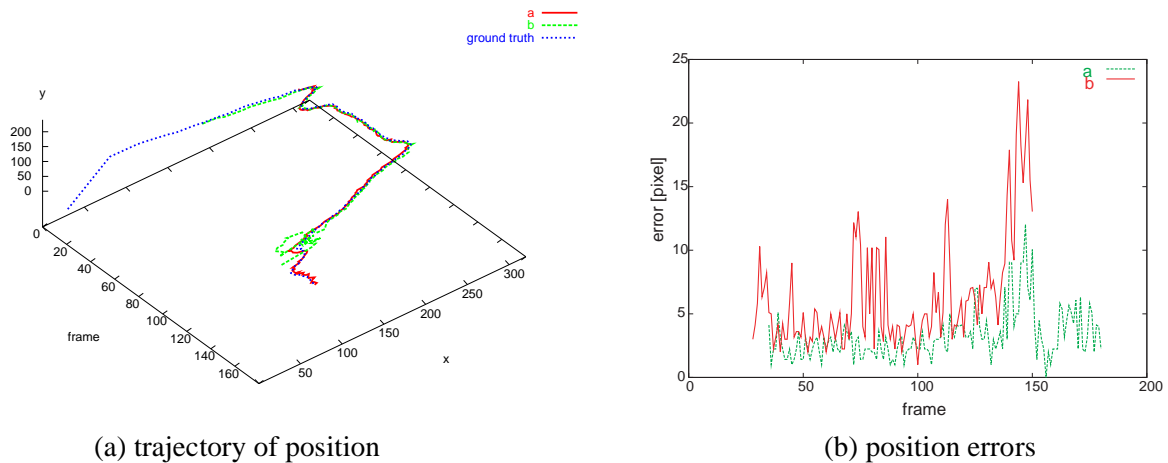 a
b
ground truth
y
200
150
100
50
0
0
20
40
60
80
100
120
140
160
frame
50
100
150
200
250
300
x
(a) trajectory of position
25
20
15
10
5
0
error [pixel]
a
b
0
50
100
150
200
frame
(b) position errors